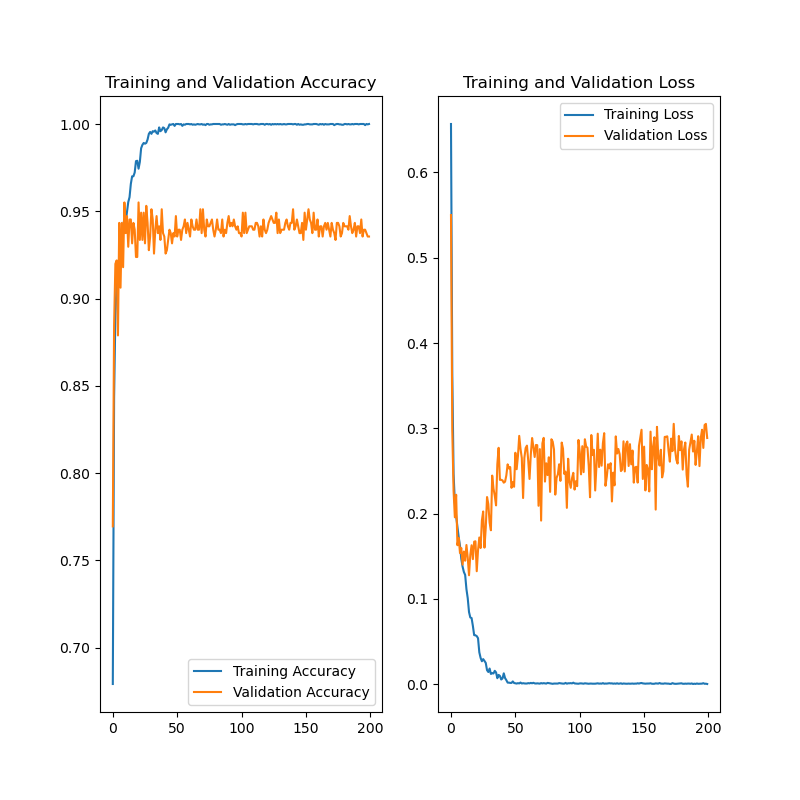 Training and Validation Accuracy
1.00
0.95
0.90
0.85
0.80
0.75
0.70
Training Accuracy
Validation Accuracy
0 50 100 150 200
Training and Validation Loss
Training Loss
Validation Loss
0.6
0.5
0.4
0.3
0.2
0.1
0.0
0 50 100 150 200